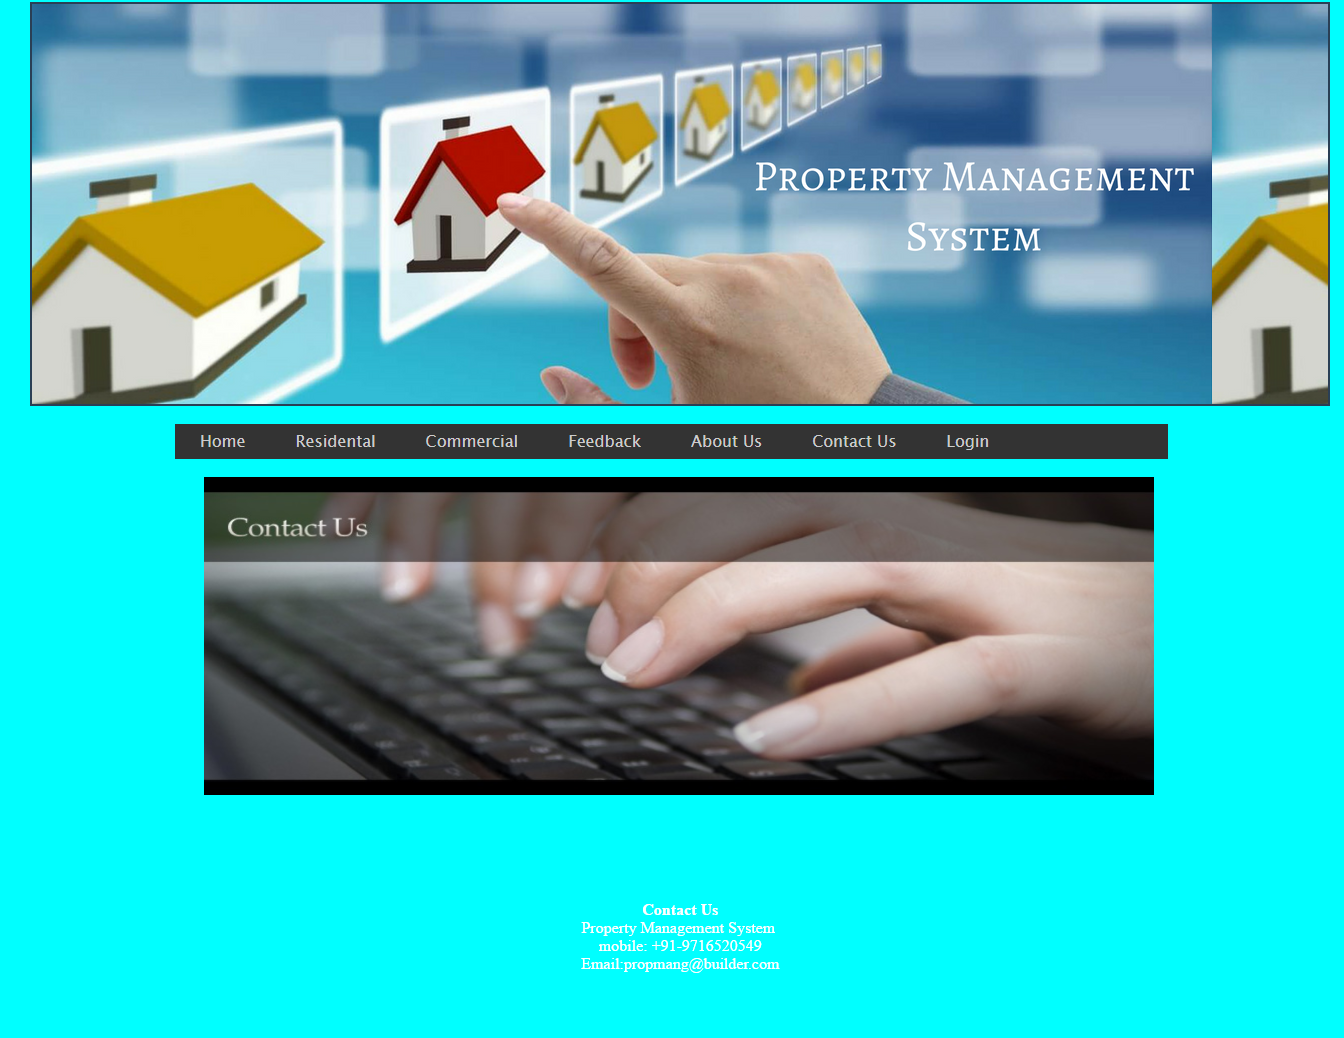 Property Management
System
Home Residental Commercial Feedback About Us Contact Us Login
Contact Us
Contact Us
Property Management System
mobile: +91-9716520549
Email:propmang@builder.com